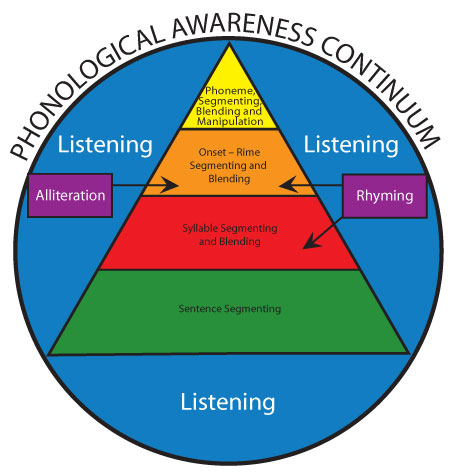 PHONOLOGICAL AWARENESS CONTINUUM
Phoneme,
Segmenting,
Blending and
Manipulation
Listening
Listening
Onset – Rime
Segmenting and
Blending
Alliteration
Rhyming
Syllable Segmenting
and Blending
Sentence Segmenting
Listening